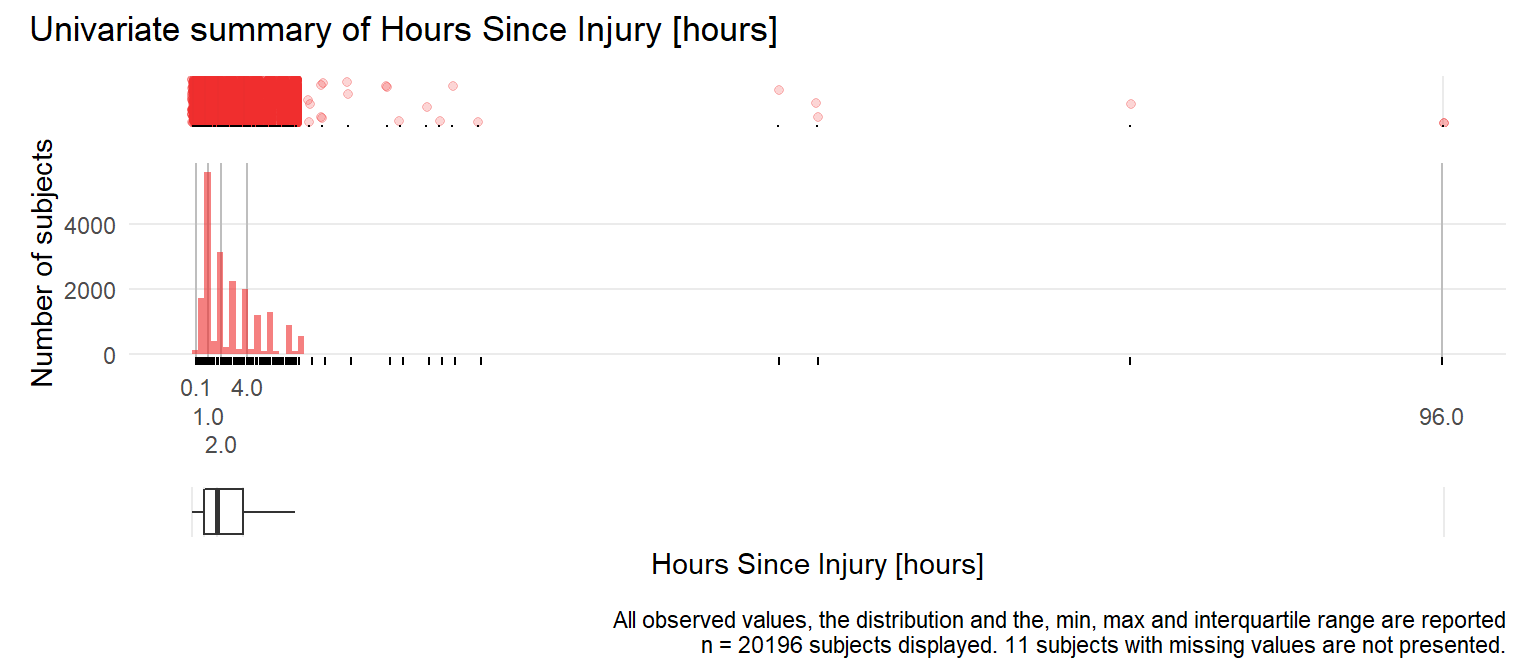 Univariate summary of Hours Since Injury [hours]
Number of subjects
4000
2000
0
0.1 4.0
1.0 96.0
2.0
Hours Since Injury [hours]
All observed values, the distribution and the, min, max and interquartile range are reported
n = 20196 subjects displayed. 11 subjects with missing values are not presented.